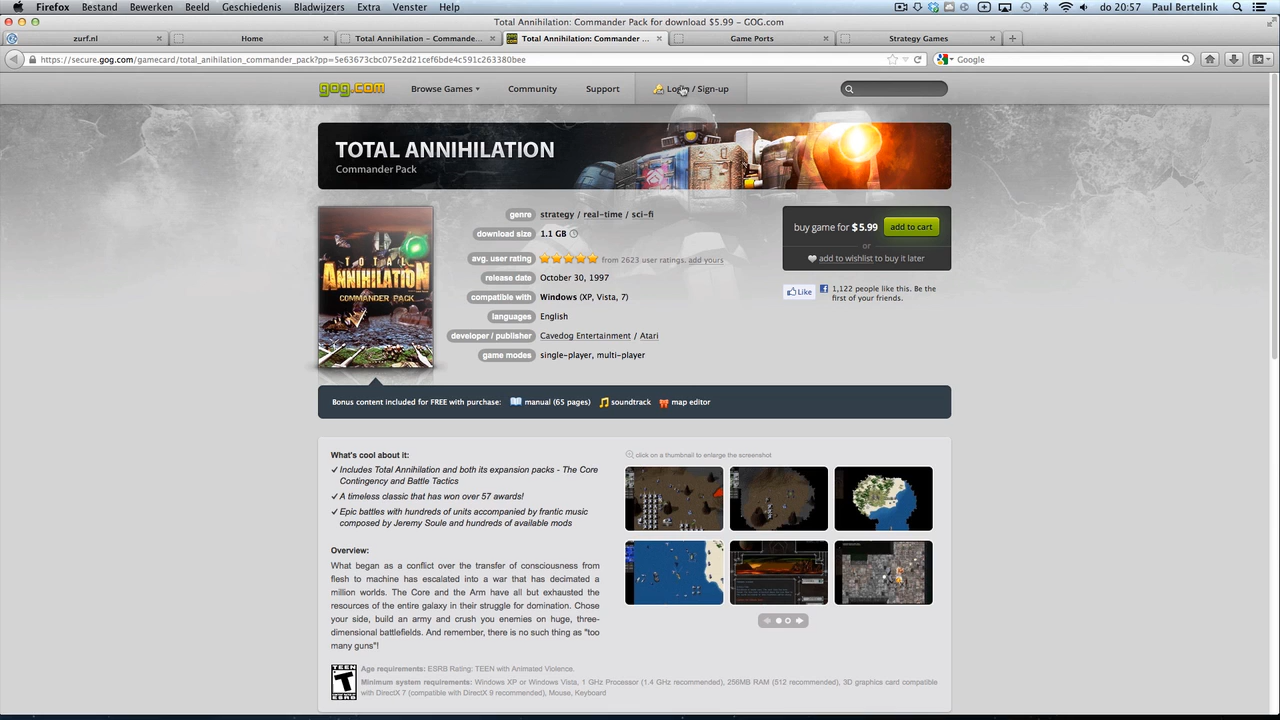 Firefox Bestand Bewerken Beeld Geschiedenis Bladwijzers Extra Venster Help do 20:57 Paul Bertelink
Total Annihilation: Commander Pack for download $5.99 – GOG.com
zurf.nl Home Total Annihilation – Commande... Total Annihilation: Commander ... Game Ports Strategy Games
https://secure.gog.com/gamecard/total_anihilation_commander_pack?pp=5e63673cbc075e2d21cef6bde4c591c263380bee Google
gog.com Browse Games Community Support Login / Sign-up
TOTAL ANNIHILATION
Commander Pack
TOTAL
ANNIHILATION
COMMANDER PACK
genre strategy / real-time / sci-fi
download size 1.1 GB
avg. user rating from 2623 user ratings. add yours
release date October 30, 1997
compatible with Windows (XP, Vista, 7)
languages English
developer / publisher Cavedog Entertainment / Atari
game modes single-player, multi-player
buy game for $5.99 add to cart
or
add to wishlist to buy it later
Like 1,122 people like this. Be the
first of your friends.
Bonus content included for FREE with purchase: manual (65 pages) soundtrack map editor
What's cool about it:
Includes Total Annihilation and both its expansion packs - The Core
Contingency and Battle Tactics
A timeless classic that has won over 57 awards!
Epic battles with hundreds of units accompanied by frantic music
composed by Jeremy Soule and hundreds of available mods
click on a thumbnail to enlarge the screenshot
Overview:
What began as a conflict over the transfer of consciousness from
flesh to machine has escalated into a war that has decimated a
million worlds. The Core and the Arm have all but exhausted the
resources of the entire galaxy in their struggle for domination. Chose
your side, build an army and crush you enemies on huge, three-
dimensional battlefields. And remember, there is no such thing as "too
many guns"!
TEEN
T
ESRB
Age requirements: ESRB Rating: TEEN with Animated Violence.
Minimum system requirements: Windows XP or Windows Vista, 1 GHz Processor (1.4 GHz recommended), 256MB RAM (512 recommended), 3D graphics card compatible
with DirectX 7 (compatible with DirectX 9 recommended), Mouse, Keyboard